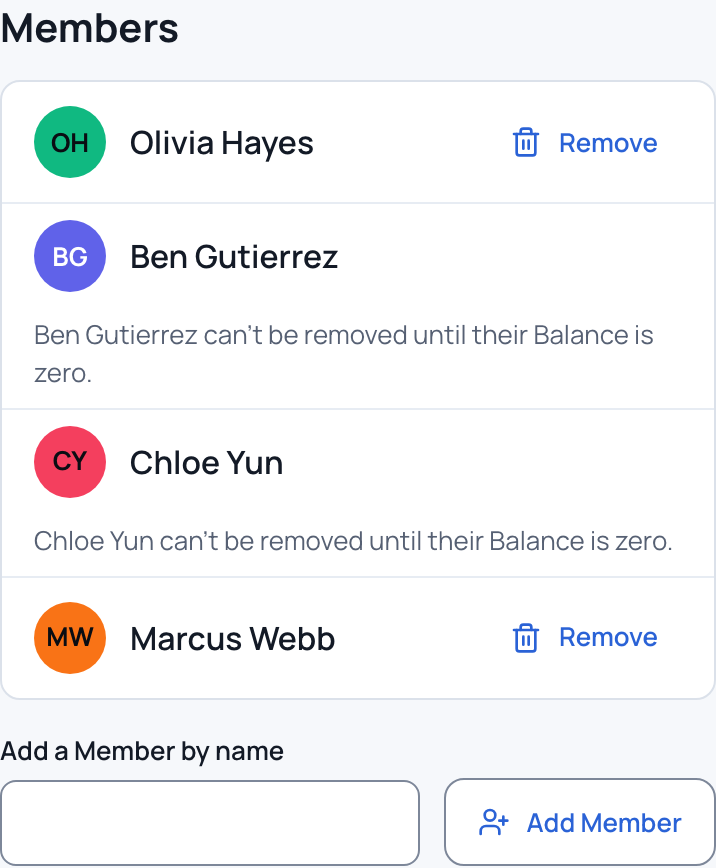 Members
OH Olivia Hayes Remove
BG Ben Gutierrez
Ben Gutierrez can't be removed until their Balance is
zero.
CY Chloe Yun
Chloe Yun can't be removed until their Balance is zero.
MW Marcus Webb Remove
Add a Member by name
Add Member